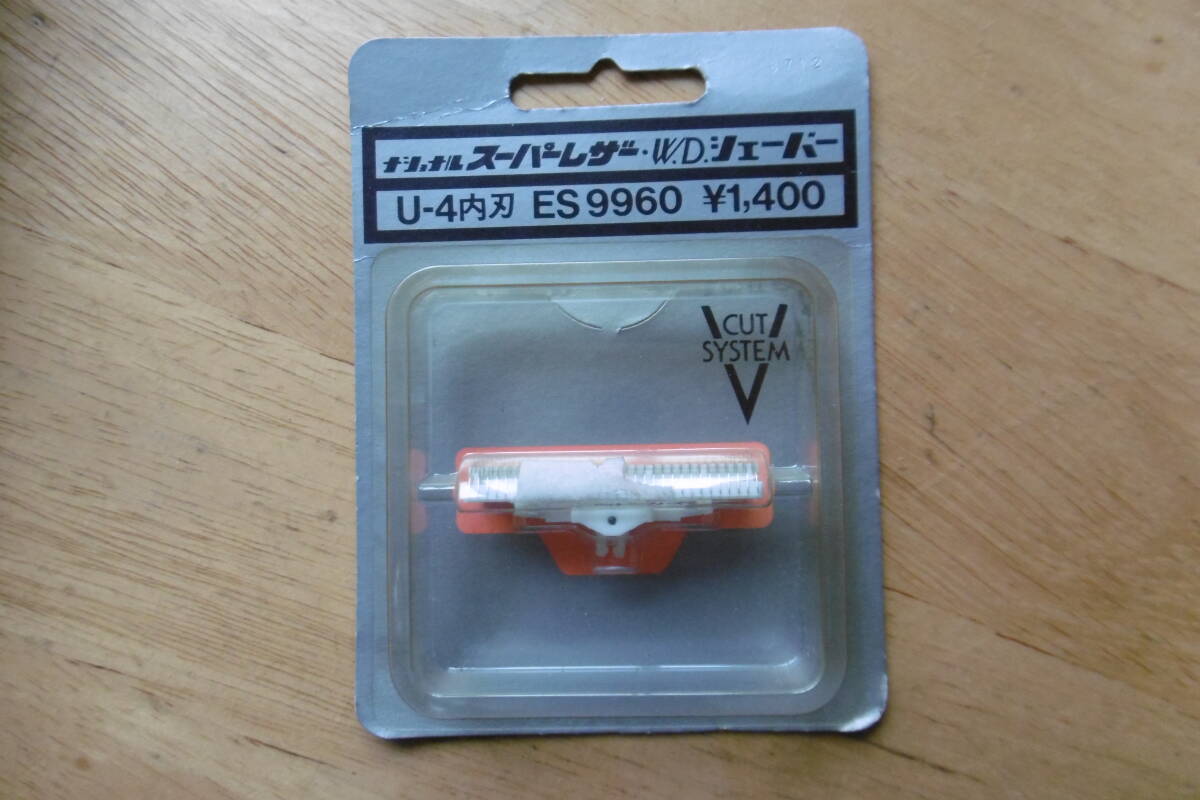 ナショナル スーパーレザー・W.D.シェーバー
U-4内刃 ES9960 ¥1,400
CUT
SYSTEM
V